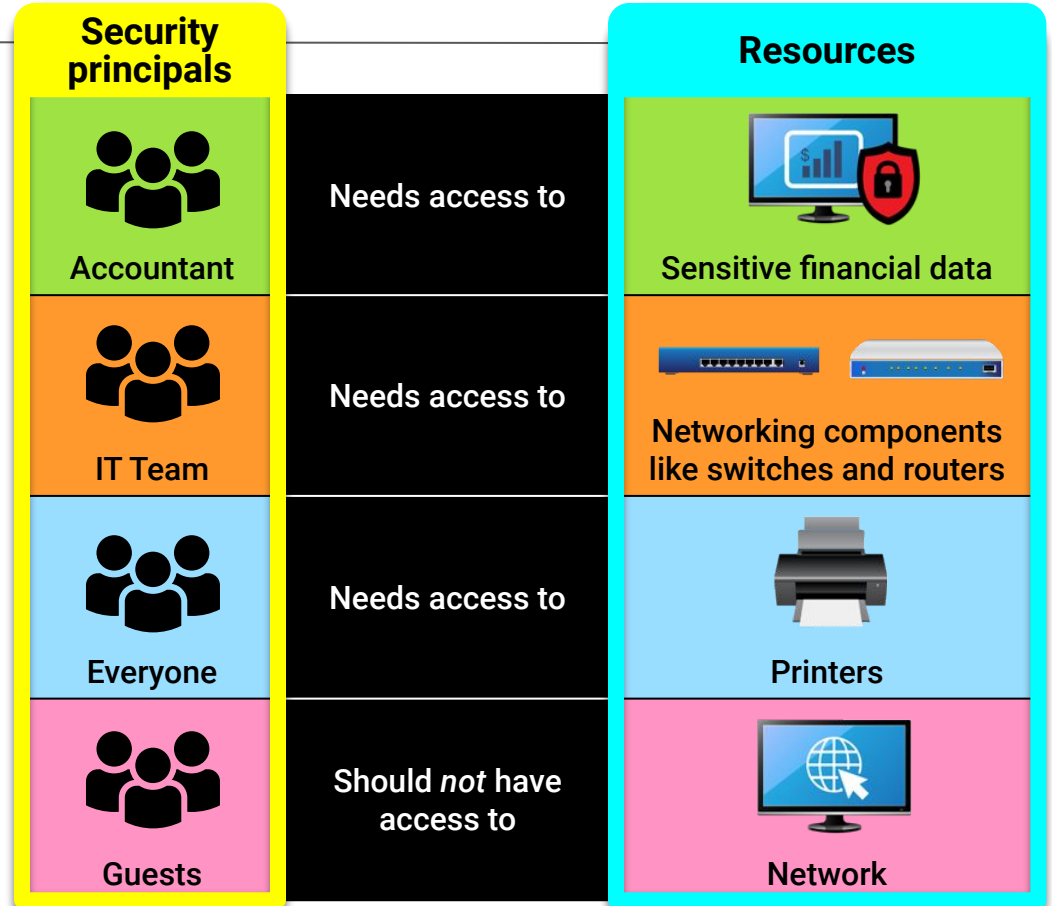 Security
principals
Resources
Accountant
Needs access to
Sensitive financial data
IT Team
Needs access to
Networking components
like switches and routers
Everyone
Needs access to
Printers
Guests
Should not have
access to
Network